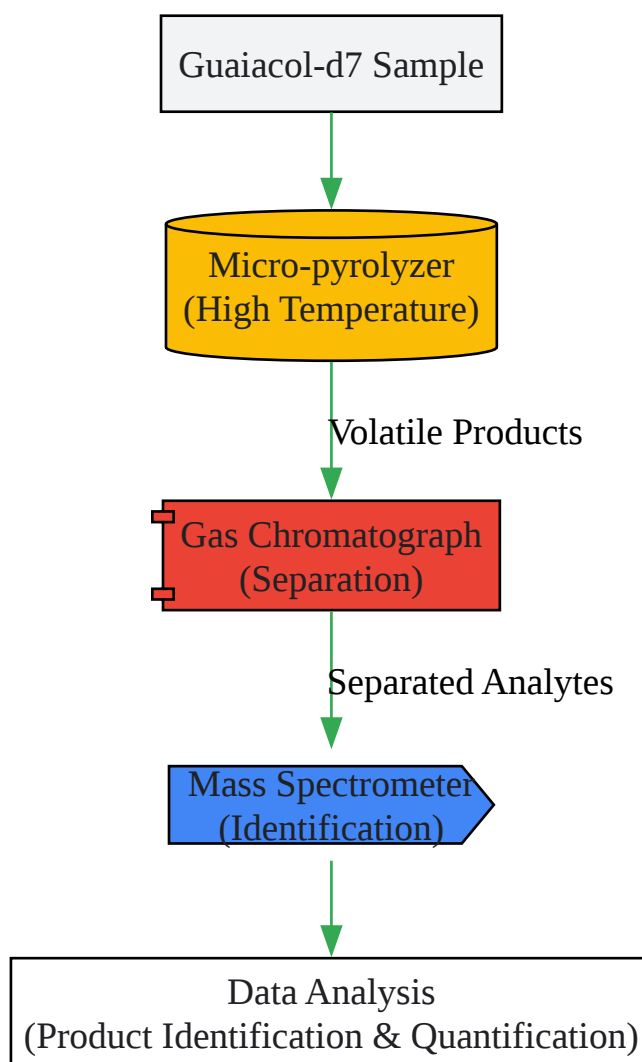 Guaiacol-d7 Sample
Micro-pyrolyzer
(High Temperature)
Volatile Products
Gas Chromatograph
(Separation)
Separated Analytes
Mass Spectrometer
(Identification)
Data Analysis
(Product Identification & Quantification)